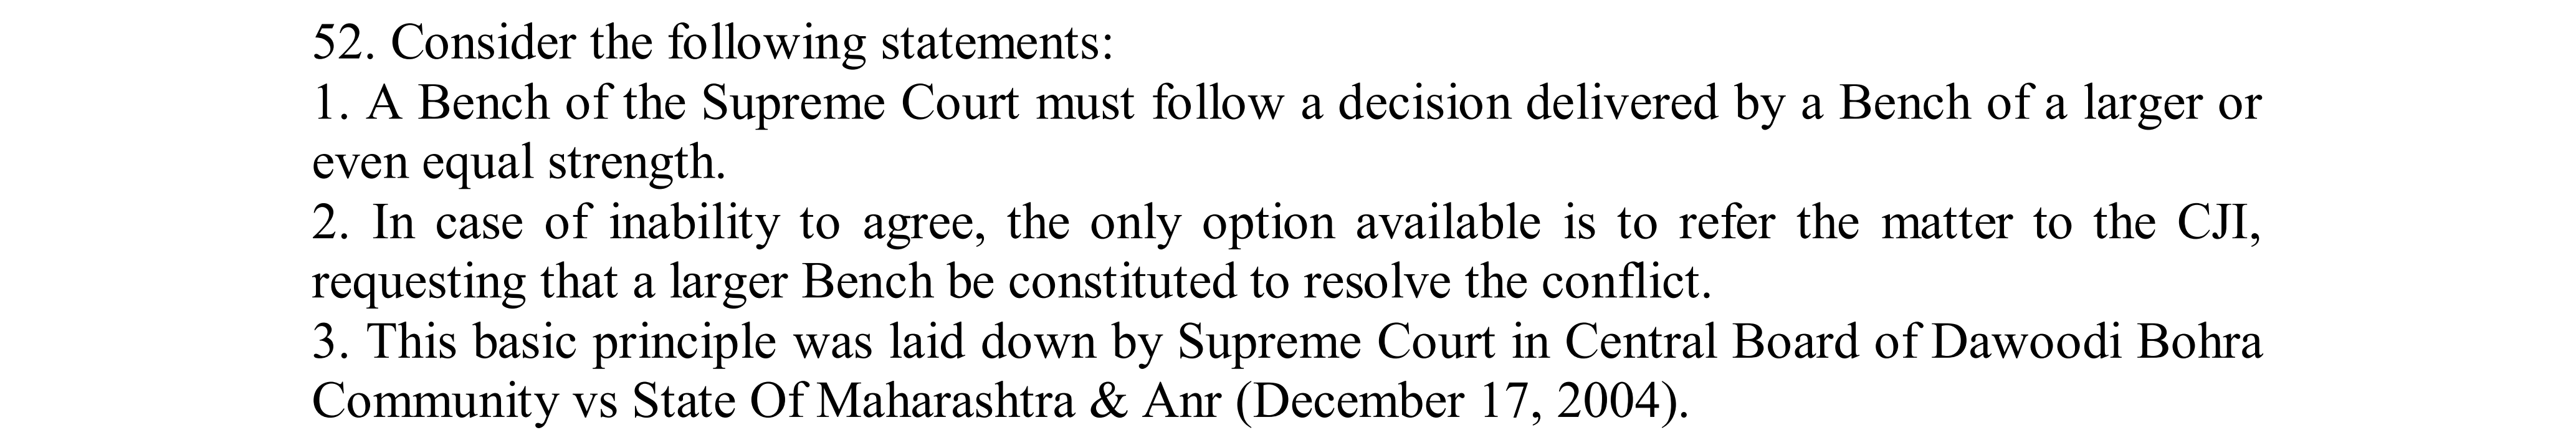 52. Consider the following statements:
1. A Bench of the Supreme Court must follow a decision delivered by a Bench of a larger or
even equal strength.
2. In case of inability to agree, the only option available is to refer the matter to the CJI,
requesting that a larger Bench be constituted to resolve the conflict.
3. This basic principle was laid down by Supreme Court in Central Board of Dawoodi Bohra
Community vs State Of Maharashtra & Anr (December 17, 2004).